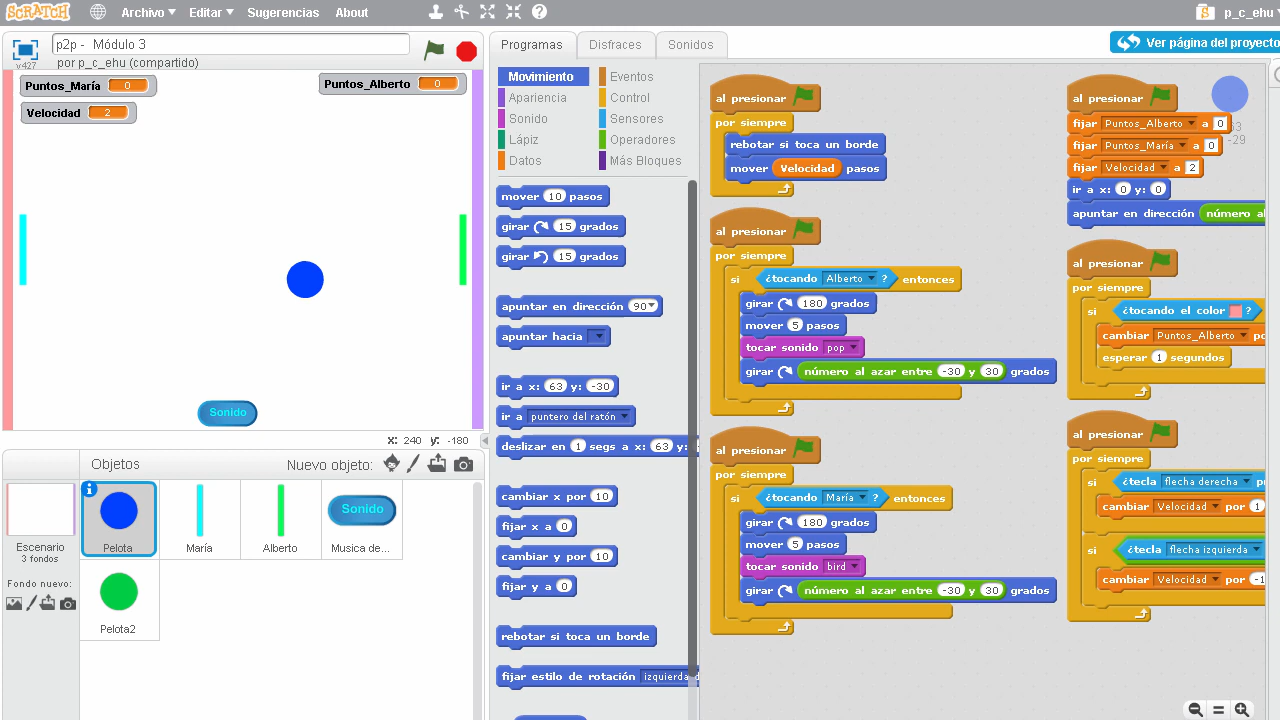 SCRATCH
Archivo Editar Sugerencias About
p_c_ehu
v427
p2p - Módulo 3
por p_c_ehu (compartido)
Puntos_María 0
Puntos_Alberto 0
Velocidad 2
Sonido
x: 240 y: -180
Objetos
Nuevo objeto:
Escenario
3 fondos
Fondo nuevo:
Pelota
María
Alberto
Sonido
Musica de...
Pelota2
Programas Disfraces Sonidos
Ver página del proyecto
Movimiento
Apariencia
Sonido
Lápiz
Datos
Eventos
Control
Sensores
Operadores
Más Bloques
mover 10 pasos
girar 15 grados
girar 15 grados
apuntar en dirección 90
apuntar hacia
ir a x: 63 y: -30
ir a puntero del ratón
deslizar en 1 segs a x: 63 y:
cambiar x por 10
fijar x a 0
cambiar y por 10
fijar y a 0
rebotar si toca un borde
fijar estilo de rotación izquierda
al presionar
por siempre
rebotar si toca un borde
mover Velocidad pasos
al presionar
por siempre
si ¿tocando Alberto ? entonces
girar 180 grados
mover 5 pasos
tocar sonido pop
girar número al azar entre -30 y 30 grados
al presionar
por siempre
si ¿tocando María ? entonces
girar 180 grados
mover 5 pasos
tocar sonido bird
girar número al azar entre -30 y 30 grados
al presionar
fijar Puntos_Alberto a 0
fijar Puntos_María a 0
fijar Velocidad a 2
ir a x: 0 y: 0
apuntar en dirección número al
-29
al presionar
por siempre
si ¿tocando el color ?
cambiar Puntos_Alberto po
esperar 1 segundos
al presionar
por siempre
si ¿tecla flecha derecha pr
cambiar Velocidad por 1
si ¿tecla flecha izquierda
cambiar Velocidad por -1